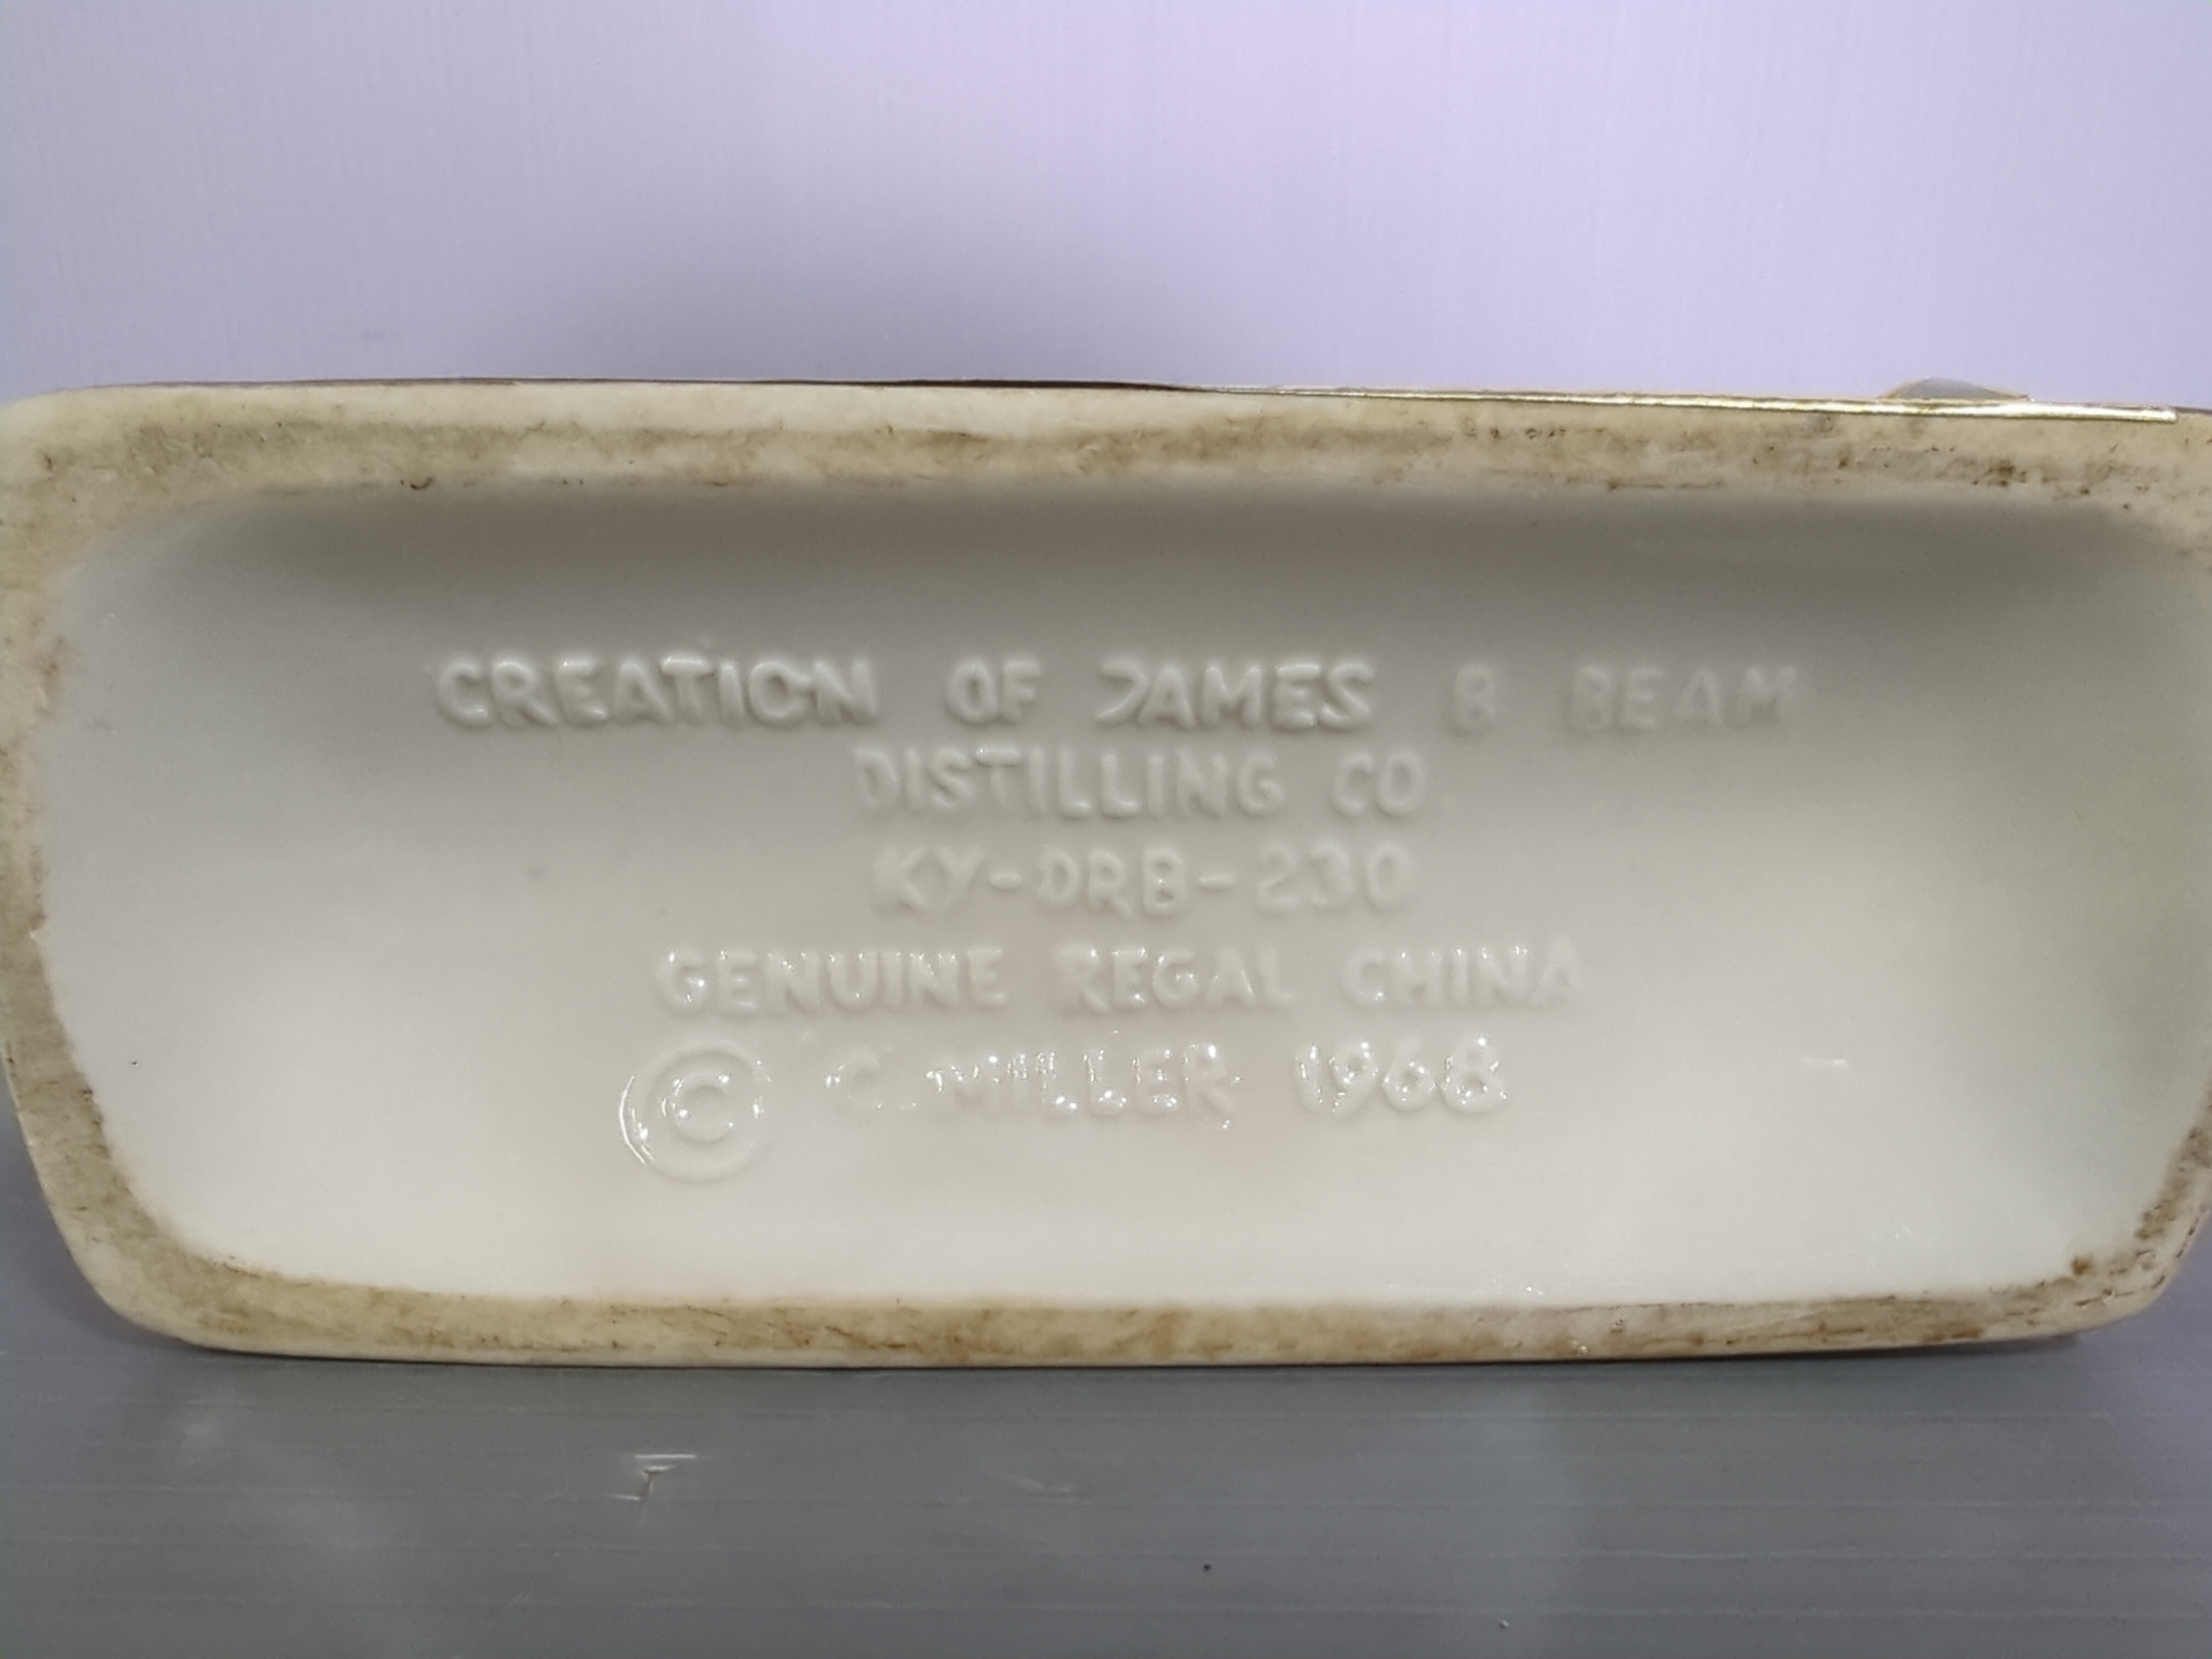 CREATION OF JAMES B BEAM
DISTILLING CO.
KY-DRB-230
GENUINE REGAL CHINA
© C. MILLER 1968